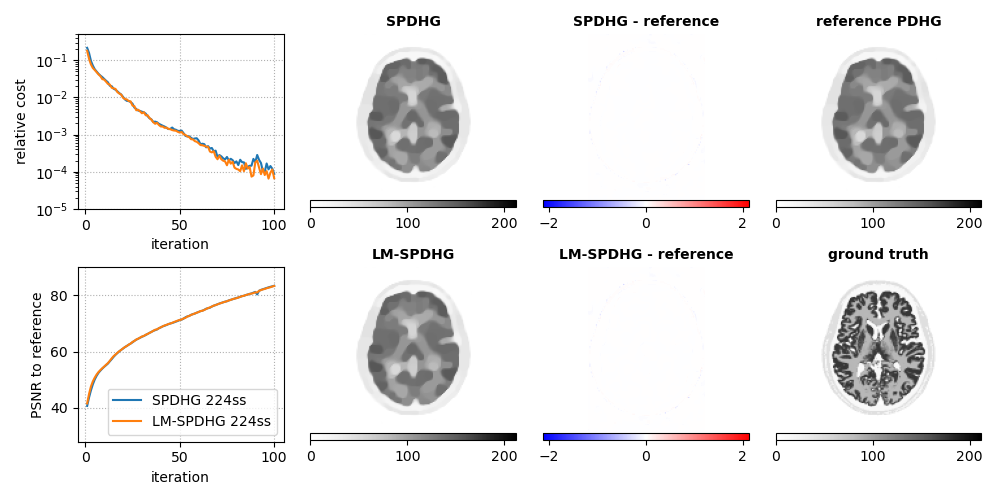 SPDHG
SPDHG - reference
reference PDHG
relative cost
10⁻¹
10⁻²
10⁻³
10⁻⁴
10⁻⁵
0 50 100
iteration
0 100 200
−2 0 2
0 100 200
LM-SPDHG
LM-SPDHG - reference
ground truth
PSNR to reference
80
60
40
SPDHG 224ss
LM-SPDHG 224ss
0 50 100
iteration
0 100 200
−2 0 2
0 100 200